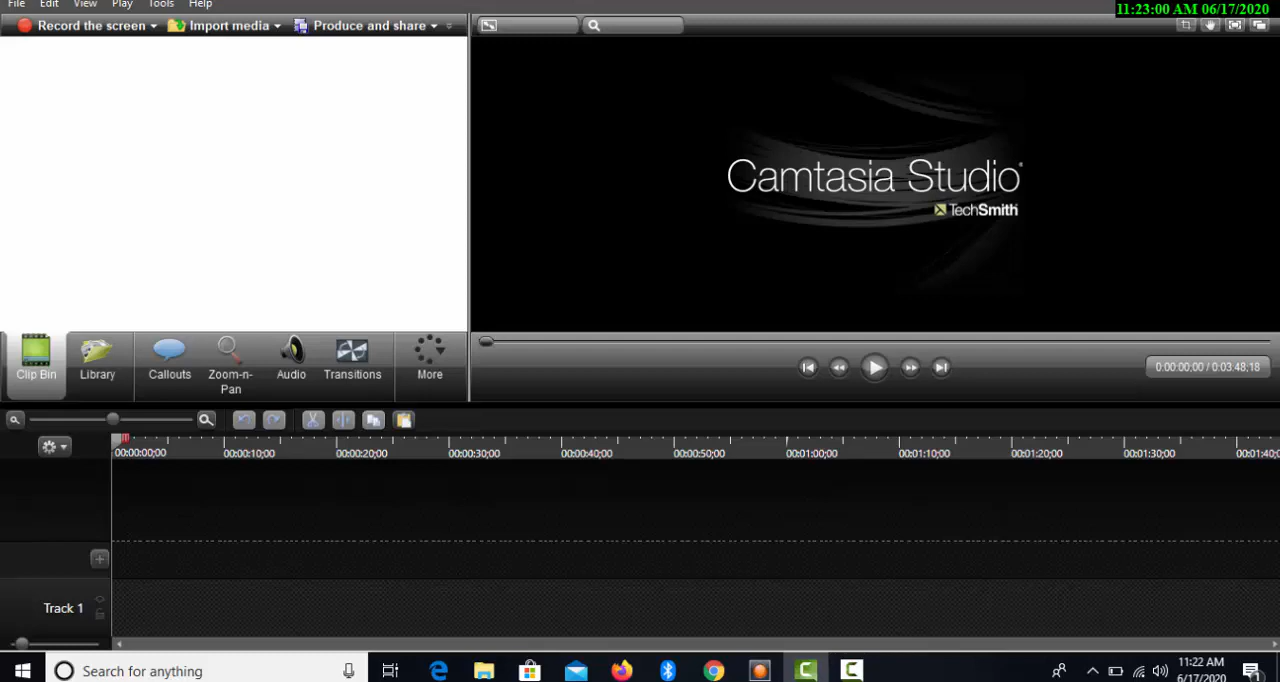 File Edit View Play Tools Help
11:23:00 AM 06/17/2020
Record the screen Import media Produce and share
Camtasia Studio
TechSmith
Clip Bin Library Callouts Zoom-n-Pan Audio Transitions More
0:00:00;00 / 0:03:48;18
00:00:00;00 00:00:10;00 00:00:20;00 00:00:30;00 00:00:40;00 00:00:50;00 00:01:00;00 00:01:10;00 00:01:20;00 00:01:30;00 00:01:40;
Track 1
Search for anything
11:22 AM
6/17/2020
1